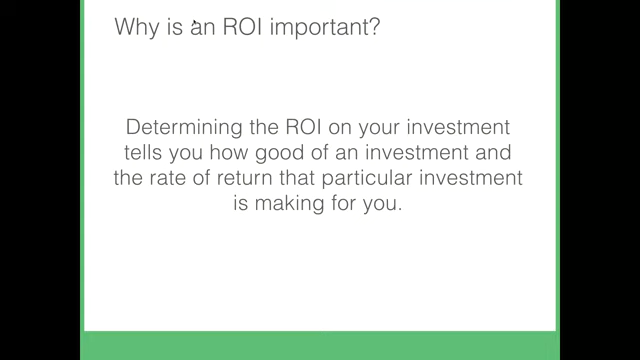 Why is an ROI important?
Determining the ROI on your investment
tells you how good of an investment and
the rate of return that particular investment
is making for you.